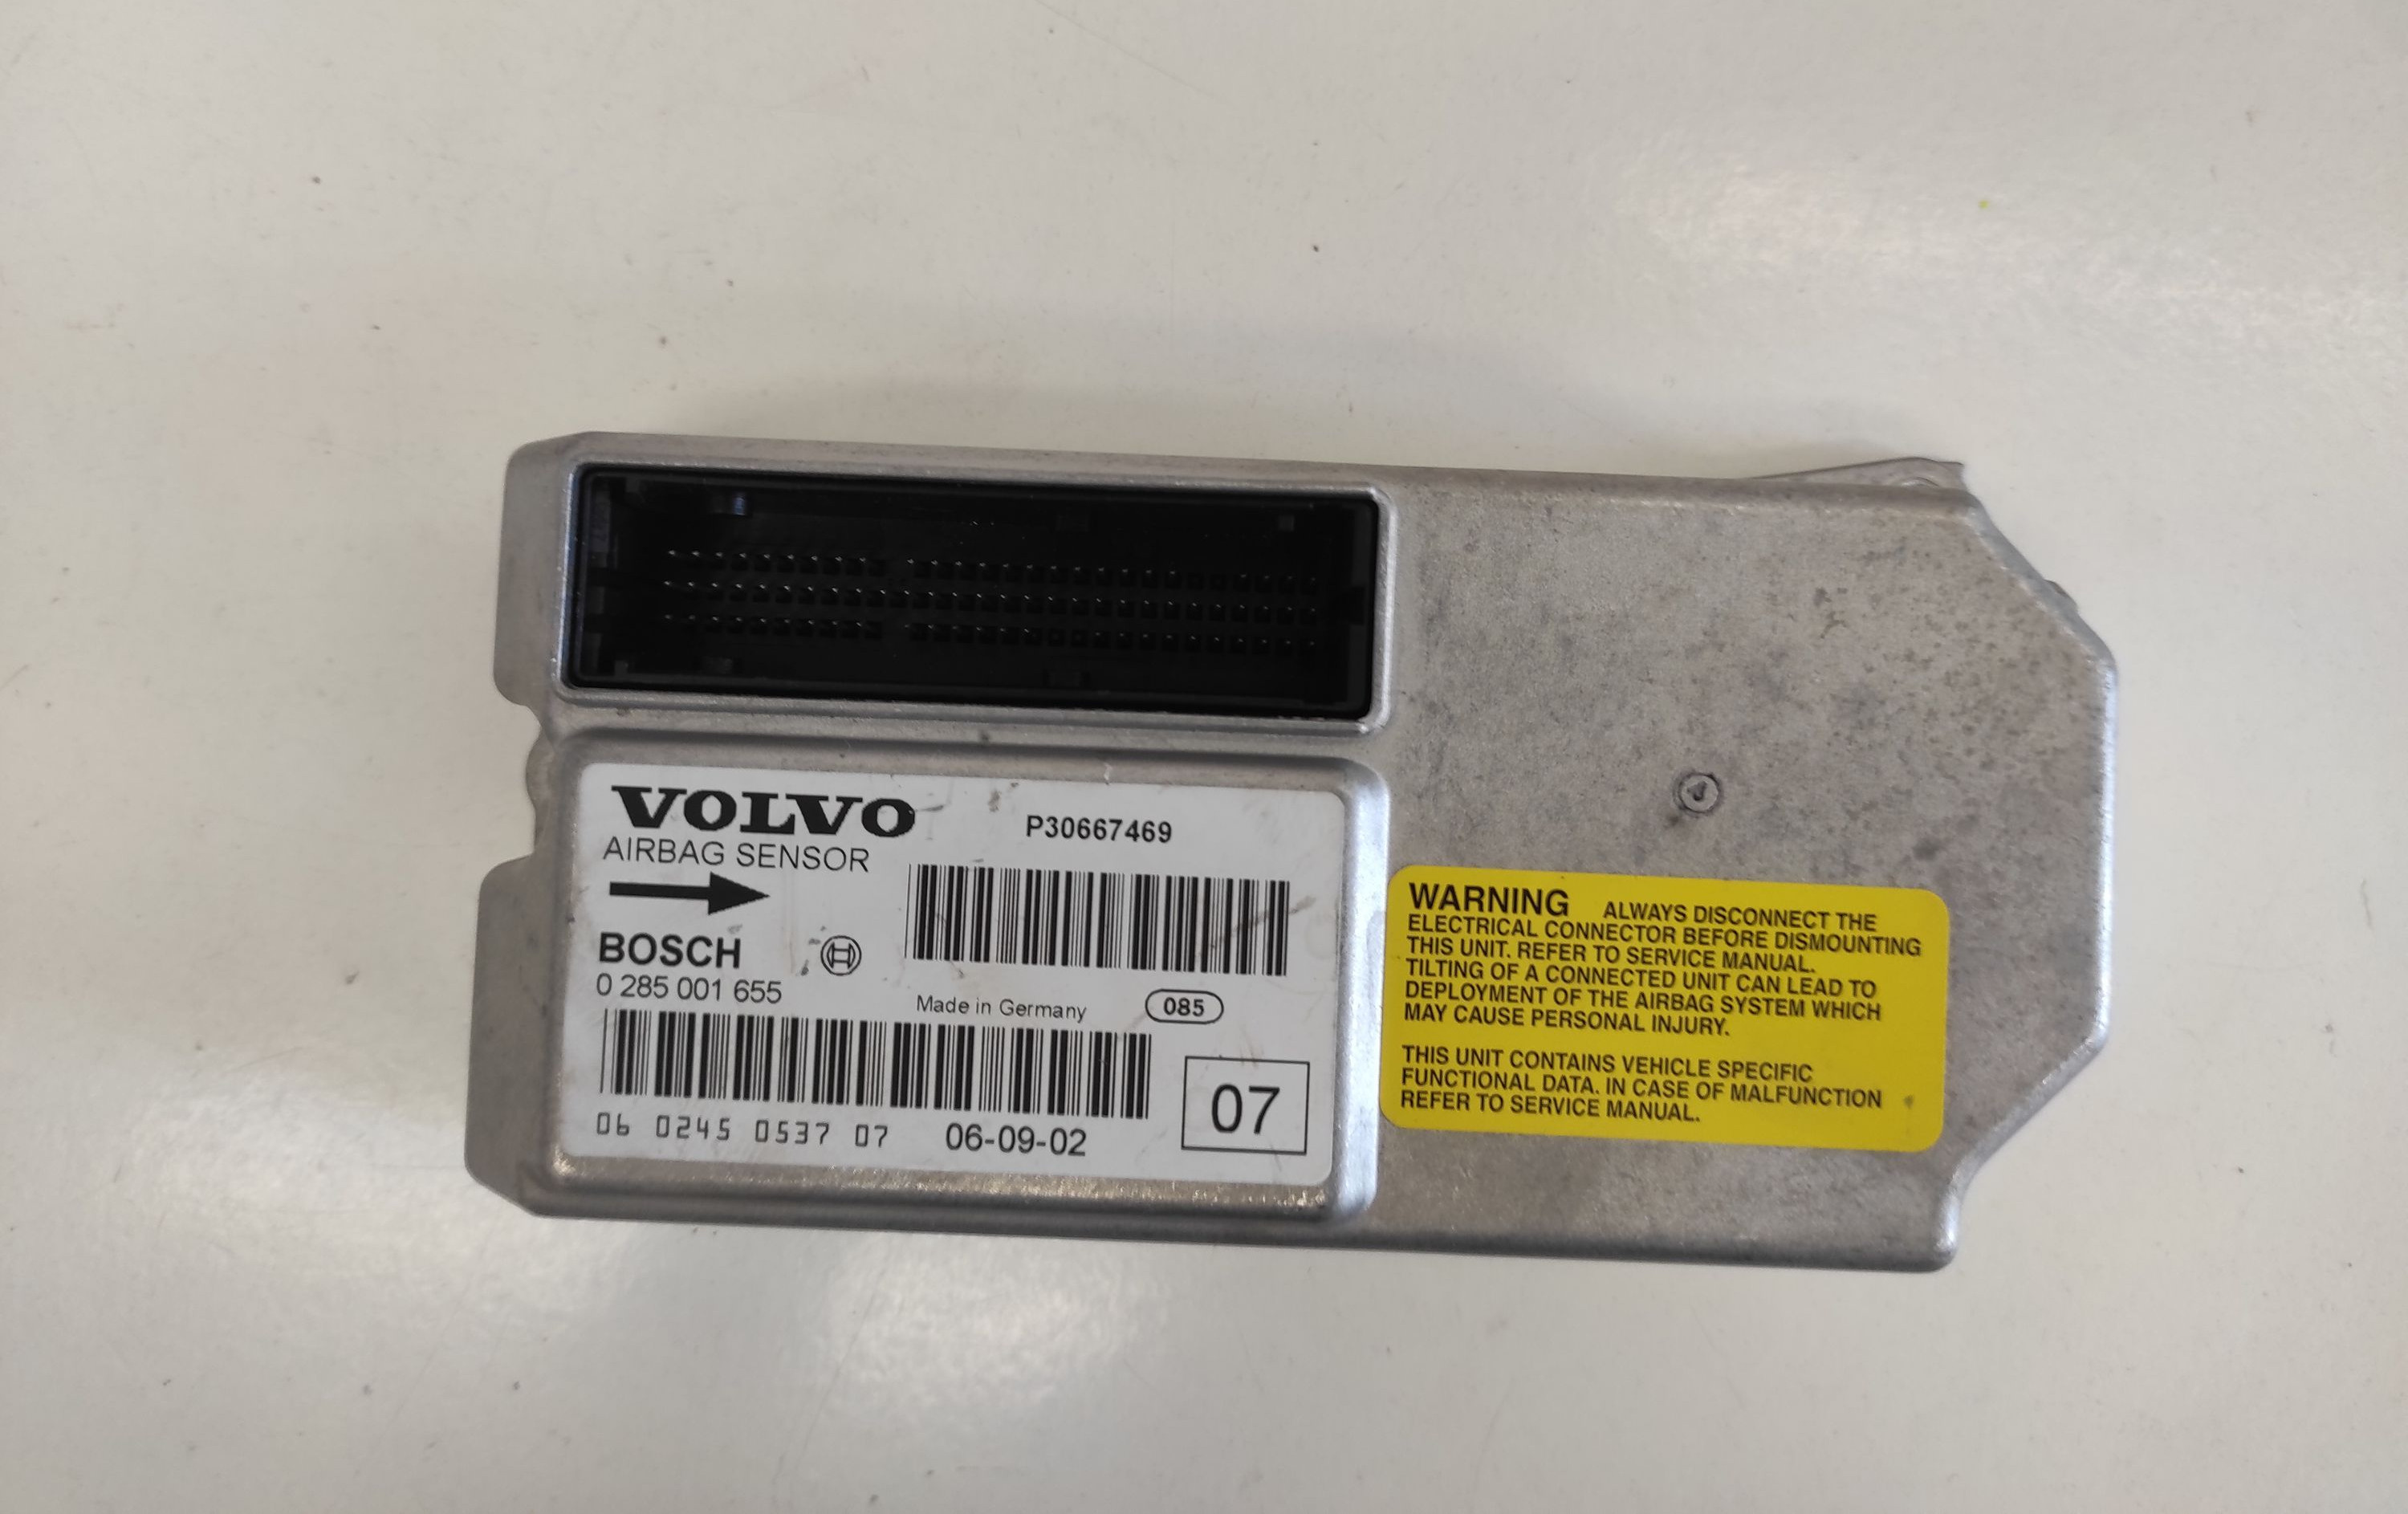 VOLVO
P30667469
AIRBAG SENSOR
BOSCH
0 285 001 655
Made in Germany
085
06 0245 0537 07
06-09-02
07
WARNING ALWAYS DISCONNECT THE
ELECTRICAL CONNECTOR BEFORE DISMOUNTING
THIS UNIT. REFER TO SERVICE MANUAL.
TILTING OF A CONNECTED UNIT CAN LEAD TO
DEPLOYMENT OF THE AIRBAG SYSTEM WHICH
MAY CAUSE PERSONAL INJURY.
THIS UNIT CONTAINS VEHICLE SPECIFIC
FUNCTIONAL DATA. IN CASE OF MALFUNCTION
REFER TO SERVICE MANUAL.